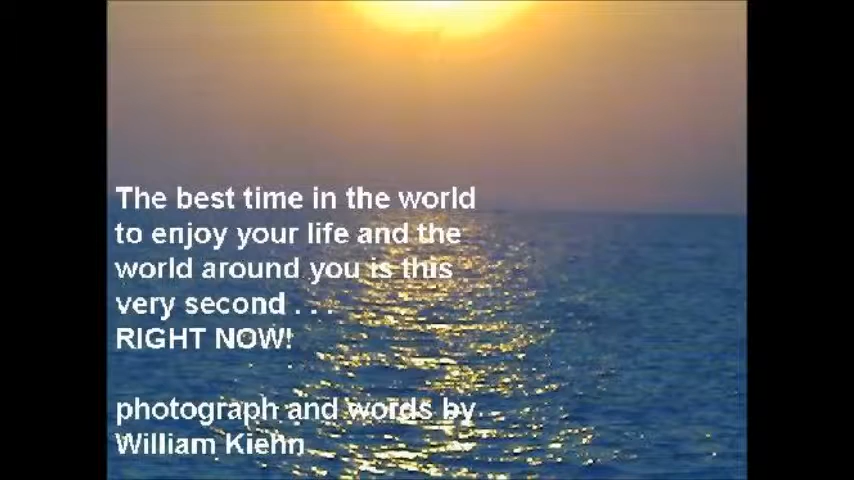 The best time in the world
to enjoy your life and the
world around you is this
very second . . .
RIGHT NOW!
photograph and words by
William Kiehn